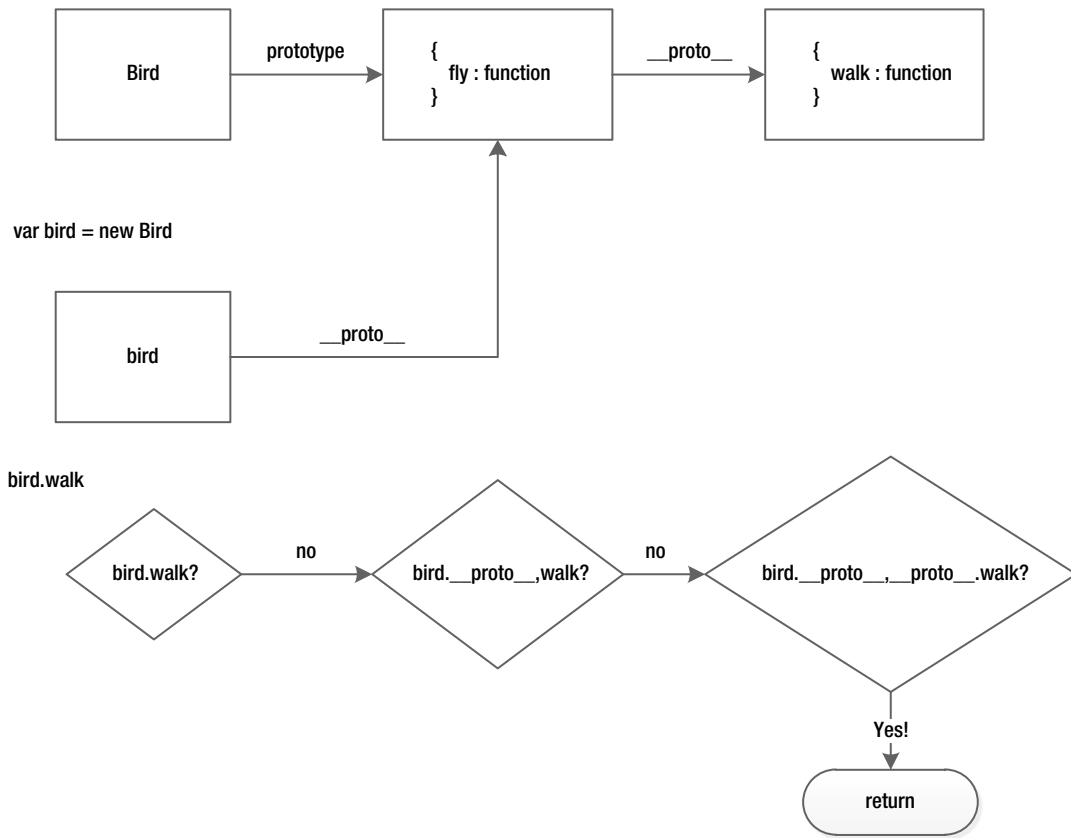 Bird
prototype
{
fly : function
}
__proto__
{
walk : function
}
var bird = new Bird
bird
__proto__
bird.walk
bird.walk?
no
bird.__proto__,walk?
no
bird.__proto__,__proto__.walk?
Yes!
return